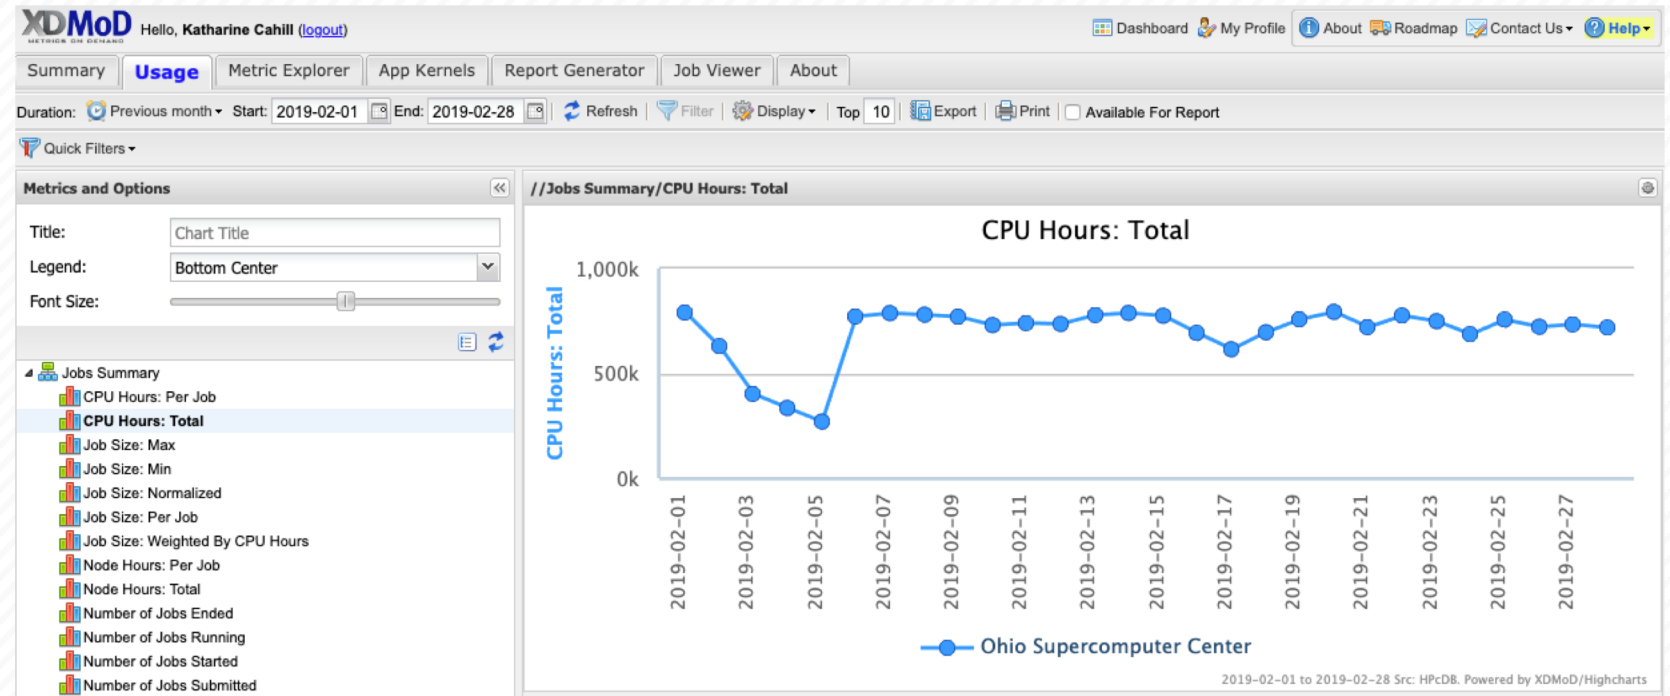 XDMoD
METRICS ON DEMAND
Hello, Katharine Cahill (logout)
Dashboard My Profile About Roadmap Contact Us Help
Summary Usage Metric Explorer App Kernels Report Generator Job Viewer About
Duration: Previous month Start: 2019-02-01 End: 2019-02-28 Refresh Filter Display Top 10 Export Print Available For Report
Quick Filters
Metrics and Options
Title: Chart Title
Legend: Bottom Center
Font Size:
Jobs Summary
CPU Hours: Per Job
CPU Hours: Total
Job Size: Max
Job Size: Min
Job Size: Normalized
Job Size: Per Job
Job Size: Weighted By CPU Hours
Node Hours: Per Job
Node Hours: Total
Number of Jobs Ended
Number of Jobs Running
Number of Jobs Started
Number of Jobs Submitted
//Jobs Summary/CPU Hours: Total
CPU Hours: Total
CPU Hours: Total
1,000k
500k
0k
2019-02-01
2019-02-03
2019-02-05
2019-02-07
2019-02-09
2019-02-11
2019-02-13
2019-02-15
2019-02-17
2019-02-19
2019-02-21
2019-02-23
2019-02-25
2019-02-27
Ohio Supercomputer Center
2019-02-01 to 2019-02-28 Src: HPcDB. Powered by XDMoD/Highcharts